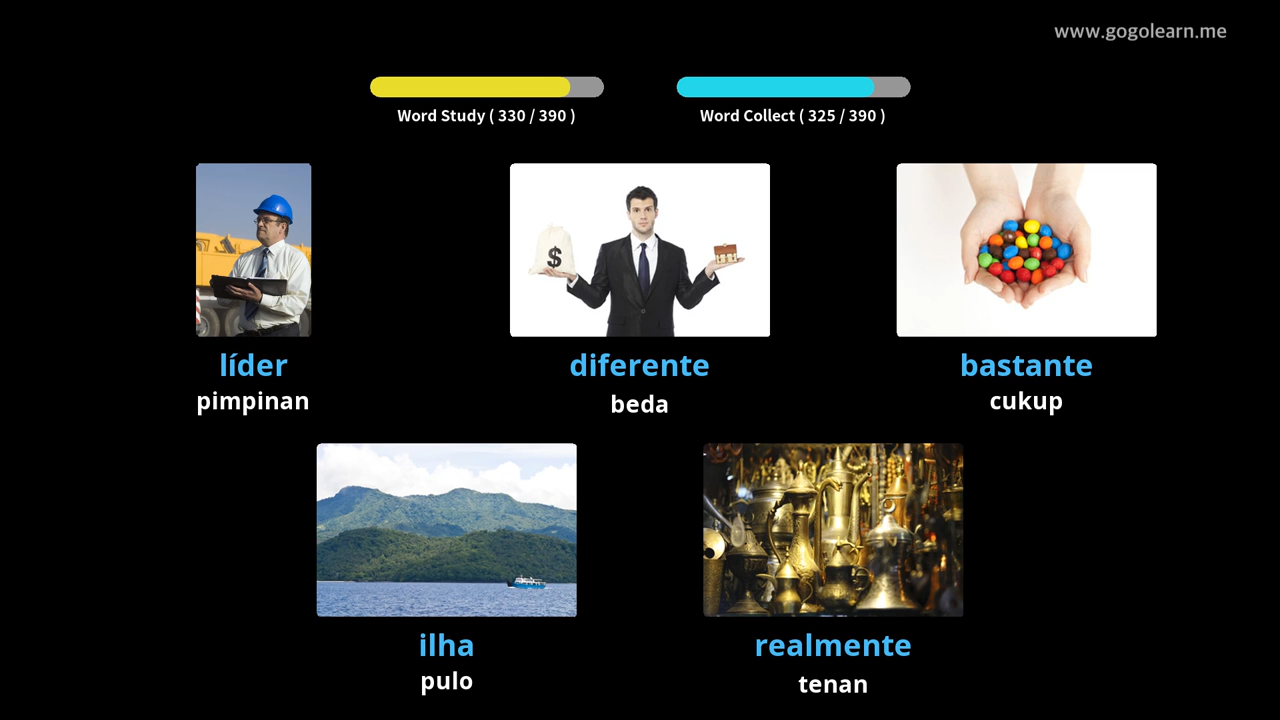 www.gogolearn.me
Word Study ( 330 / 390 )
Word Collect ( 325 / 390 )
líder
pimpinan
diferente
beda
bastante
cukup
$
ilha
pulo
realmente
tenan